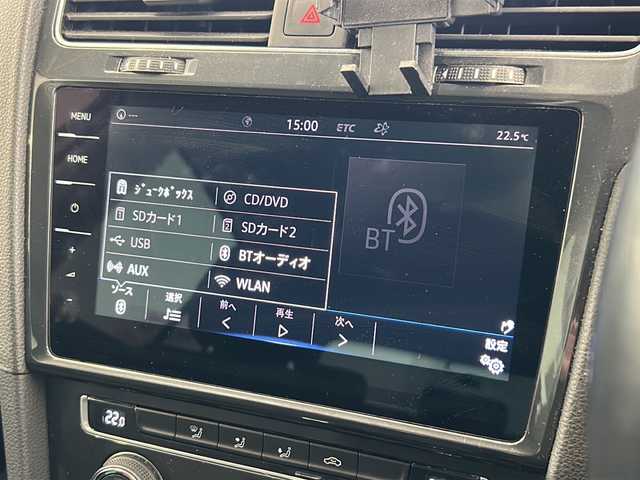 MENU
---
15:00 ETC
22.5℃
HOME
ｼﾞｭｰｸﾎﾞｯｸｽ CD/DVD
SDカード1 SDカード2
USB BTオーディオ
AUX WLAN
BT
+
-
ソース 選択 前へ 再生 次へ
設定
22.0